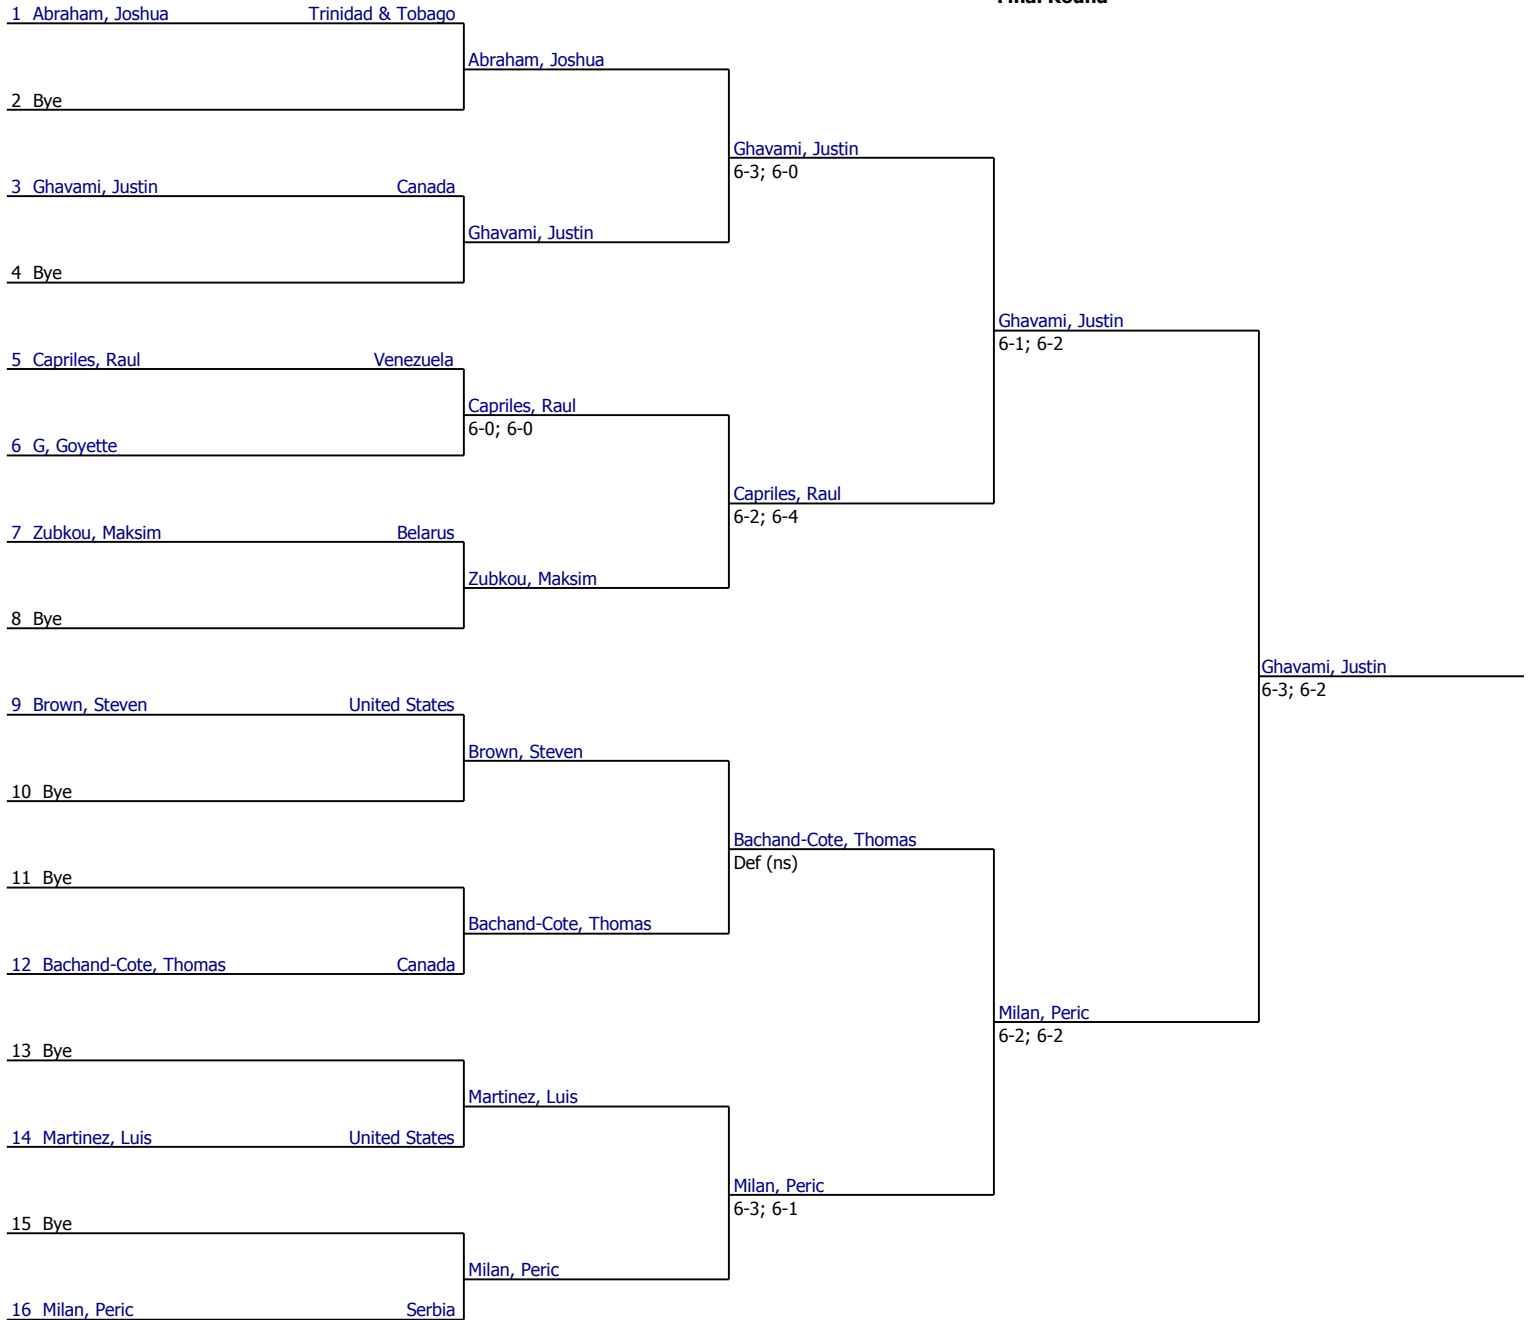 Final Round
1 Abraham, Joshua Trinidad & Tobago
Abraham, Joshua
2 Bye
Ghavami, Justin
6-3; 6-0
3 Ghavami, Justin Canada
Ghavami, Justin
4 Bye
Ghavami, Justin
6-1; 6-2
5 Capriles, Raul Venezuela
Capriles, Raul
6-0; 6-0
6 G, Goyette
Capriles, Raul
6-2; 6-4
7 Zubkou, Maksim Belarus
Zubkou, Maksim
8 Bye
Ghavami, Justin
6-3; 6-2
9 Brown, Steven United States
Brown, Steven
10 Bye
Bachand-Cote, Thomas
Def (ns)
11 Bye
Bachand-Cote, Thomas
12 Bachand-Cote, Thomas Canada
Milan, Peric
6-2; 6-2
13 Bye
Martinez, Luis
14 Martinez, Luis United States
Milan, Peric
6-3; 6-1
15 Bye
Milan, Peric
16 Milan, Peric Serbia